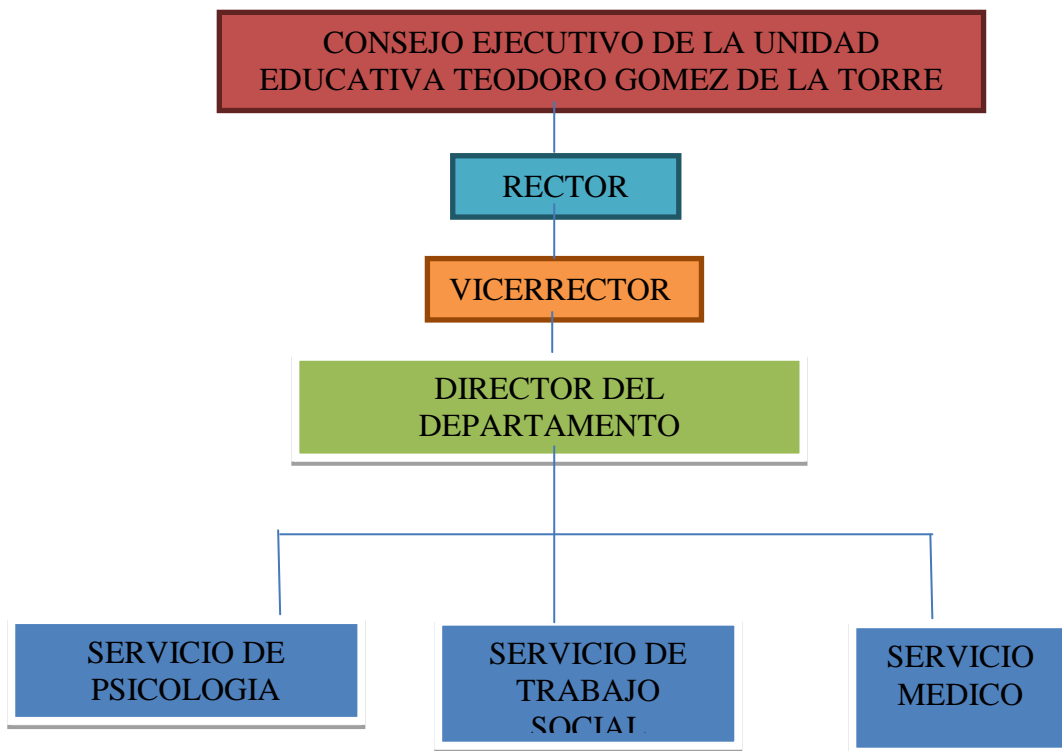 CONSEJO EJECUTIVO DE LA UNIDAD
EDUCATIVA TEODORO GOMEZ DE LA TORRE
RECTOR
VICERRECTOR
DIRECTOR DEL
DEPARTAMENTO
SERVICIO DE
PSICOLOGIA
SERVICIO DE
TRABAJO
SOCIAL
SERVICIO
MEDICO